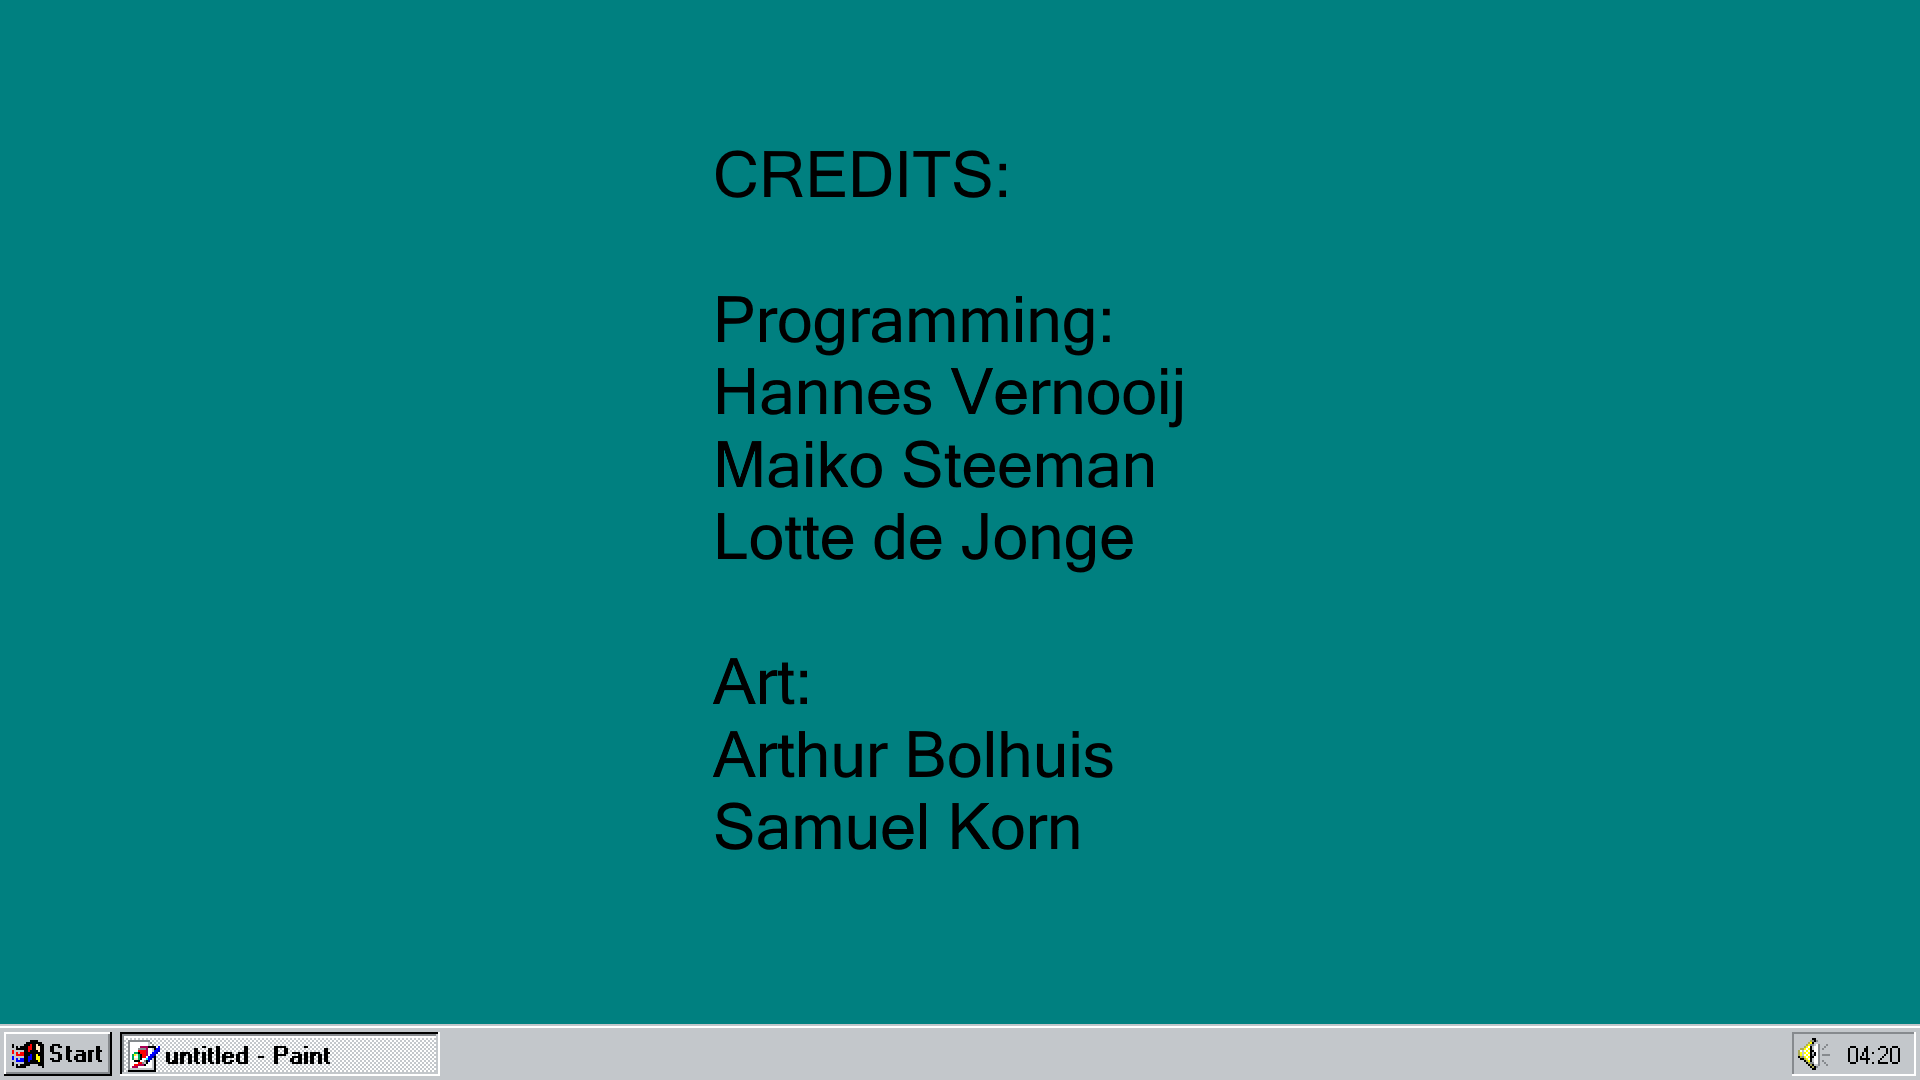 CREDITS:
Programming:
Hannes Vernooij
Maiko Steeman
Lotte de Jonge
Art:
Arthur Bolhuis
Samuel Korn
Start
untitled - Paint
04:20